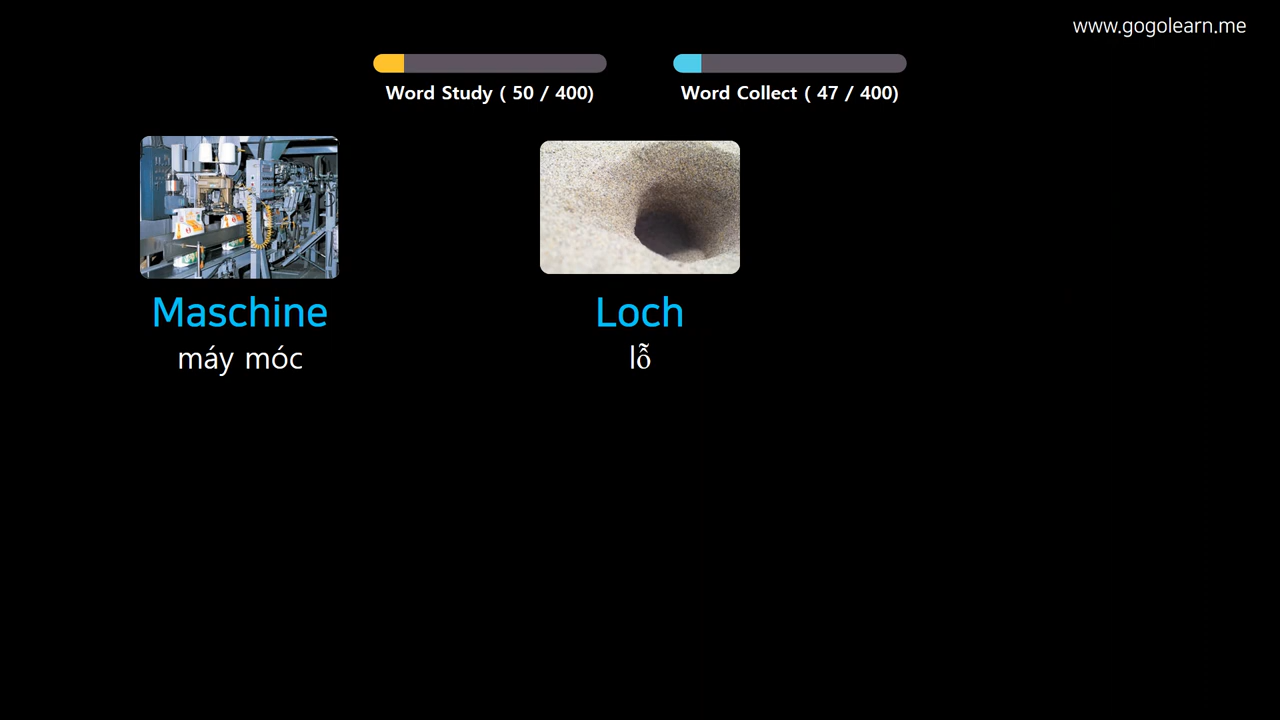 www.gogolearn.me
Word Study ( 50 / 400)
Word Collect ( 47 / 400)
Maschine
Loch
máy móc
lỗ